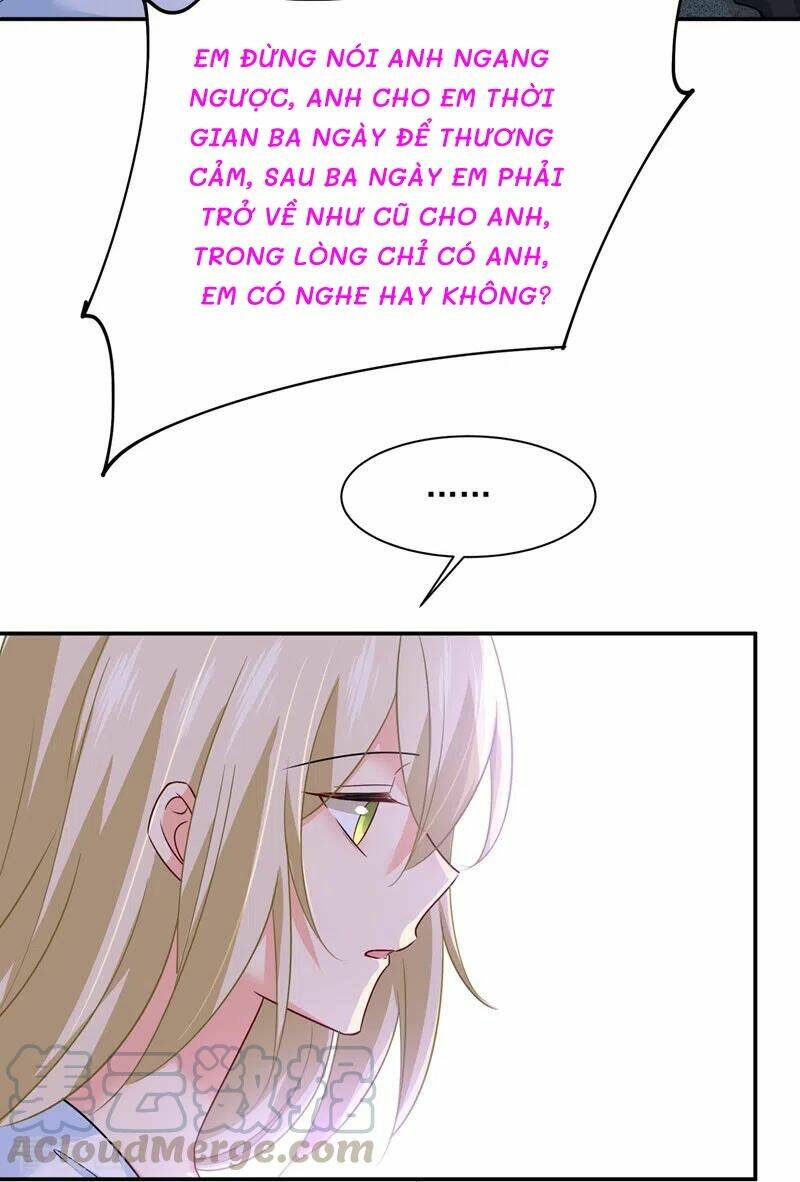 EM ĐỪNG NÓI ANH NGANG
NGƯỢC, ANH CHO EM THỜI
GIAN BA NGÀY ĐỂ THƯƠNG
CẢM, SAU BA NGÀY EM PHẢI
TRỞ VỀ NHƯ CŨ CHO ANH,
TRONG LÒNG CHỈ CÓ ANH,
EM CÓ NGHE HAY KHÔNG?
......
集云数据
ACloudMerge.com